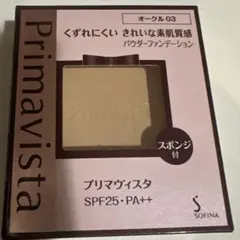 オークル 03
Primavista
くずれにくい きれいな素肌質感
パウダーファンデーション
スポンジ
付
プリマヴィスタ
SPF25・PA++
S
SOFINA